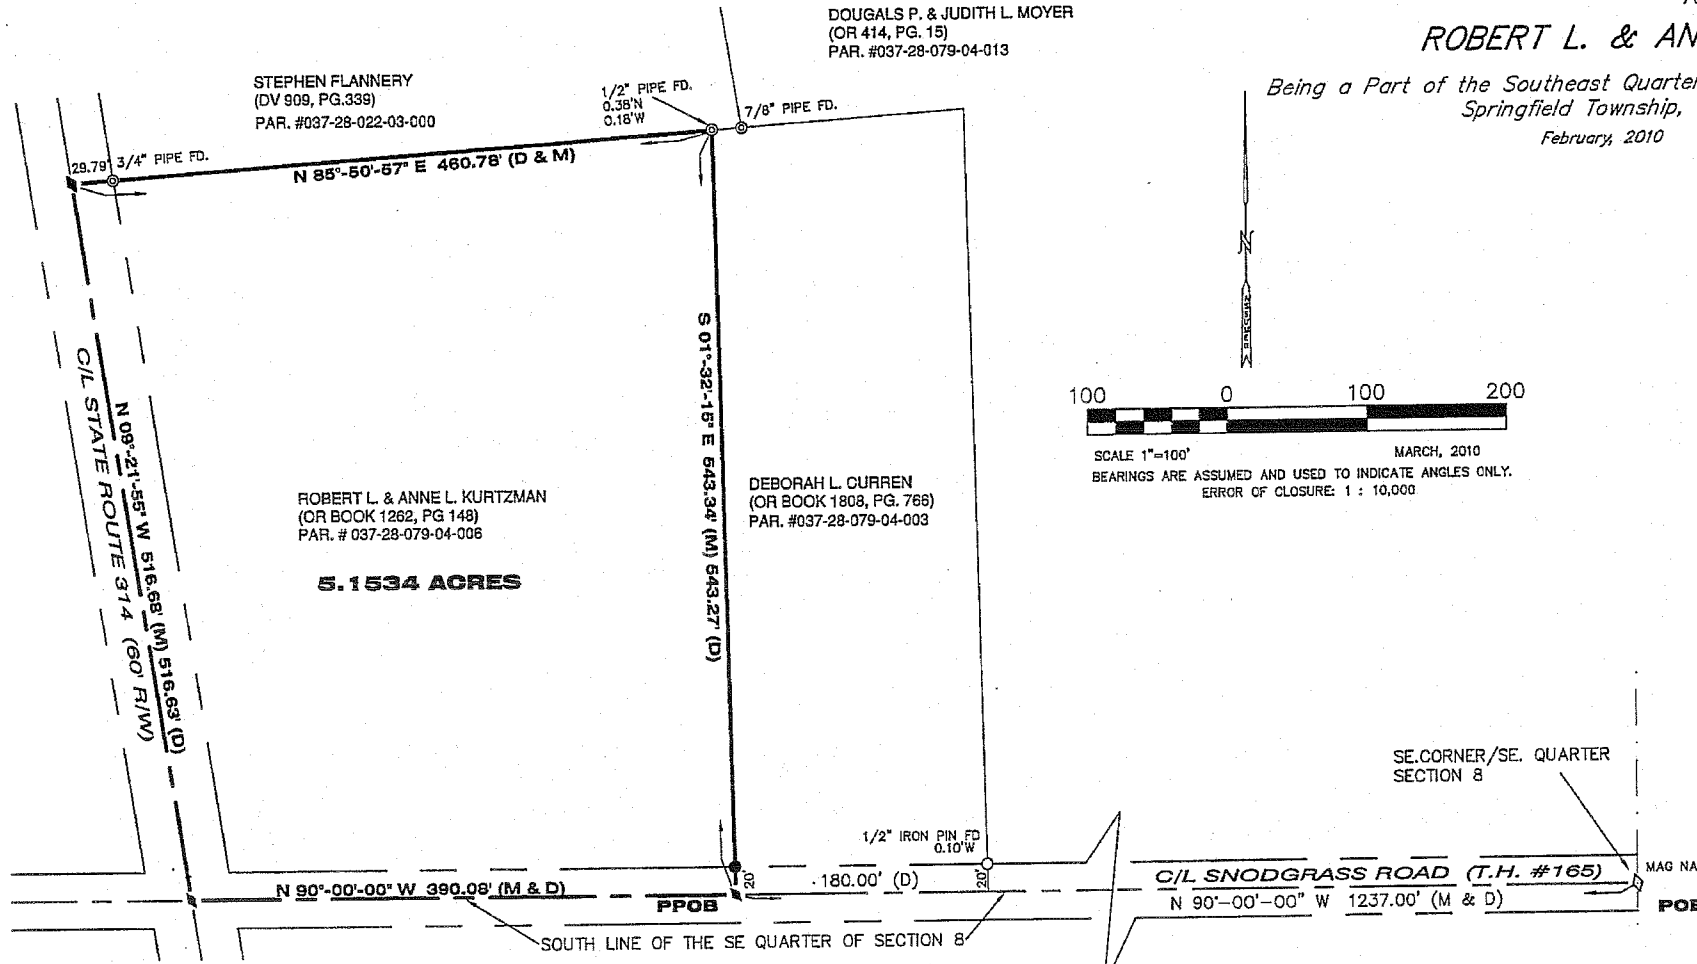 DOUGALS P. & JUDITH L. MOYER
(OR 414, PG. 15)
PAR. #037-28-079-04-013
ROBERT L. & AN
Being a Part of the Southeast Quarter
Springfield Township,
February, 2010
STEPHEN FLANNERY
(DV 909, PG.339)
PAR. #037-28-022-03-000
1/2" PIPE FD.
0.38'N
0.18'W
7/8" PIPE FD.
29.79'
3/4" PIPE FD.
N 85°-50'-57" E 460.78' (D & M)
N
100 0 100 200
SCALE 1"=100'
MARCH, 2010
BEARINGS ARE ASSUMED AND USED TO INDICATE ANGLES ONLY.
ERROR OF CLOSURE: 1 : 10,000
C/L STATE ROUTE 314 (60' R/W)
N 09°-21'-55" W 516.68' (M) 516.63' (D)
S 01°-32'-15" E 543.34' (M) 543.27' (D)
ROBERT L. & ANNE L. KURTZMAN
(OR BOOK 1262, PG 148)
PAR. # 037-28-079-04-006
5.1534 ACRES
DEBORAH L. CURREN
(OR BOOK 1808, PG. 766)
PAR. #037-28-079-04-003
SE.CORNER/SE. QUARTER
SECTION 8
1/2" IRON PIN FD
0.10'W
20'
20'
180.00' (D)
N 90°-00'-00" W 390.08' (M & D)
PPOB
C/L SNODGRASS ROAD (T.H. #165)
N 90°-00'-00" W 1237.00' (M & D)
MAG NA
POB
SOUTH LINE OF THE SE QUARTER OF SECTION 8